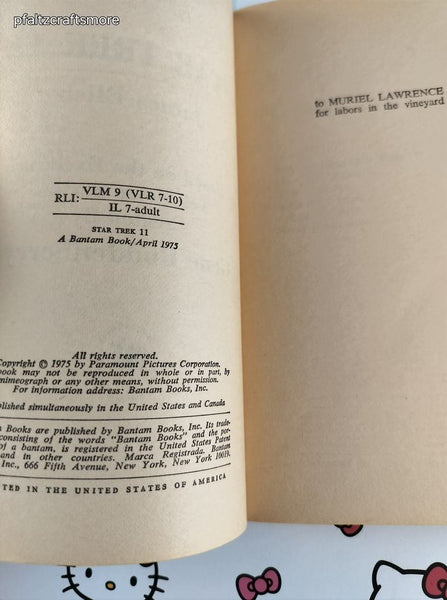 pfaltzcraftsmore
RLI: VLM 9 (VLR 7-10)
IL 7-adult
STAR TREK 11
A Bantam Book/April 1975
All rights reserved.
Copyright © 1975 by Paramount Pictures Corporation.
book may not be reproduced in whole or in part, by
mimeograph or any other means, without permission.
For information address: Bantam Books, Inc.
simultaneously in the United States and Canada
Books are published by Bantam Books, Inc. Its trade-
consisting of the words "Bantam Books" and the por-
of a bantam, is registered in the United States Patent
and in other countries. Marca Registrada. Bantam
Inc., 666 Fifth Avenue, New York, New York 10019.
IN THE UNITED STATES OF AMERICA
to MURIEL LAWRENCE
for labors in the vineyard